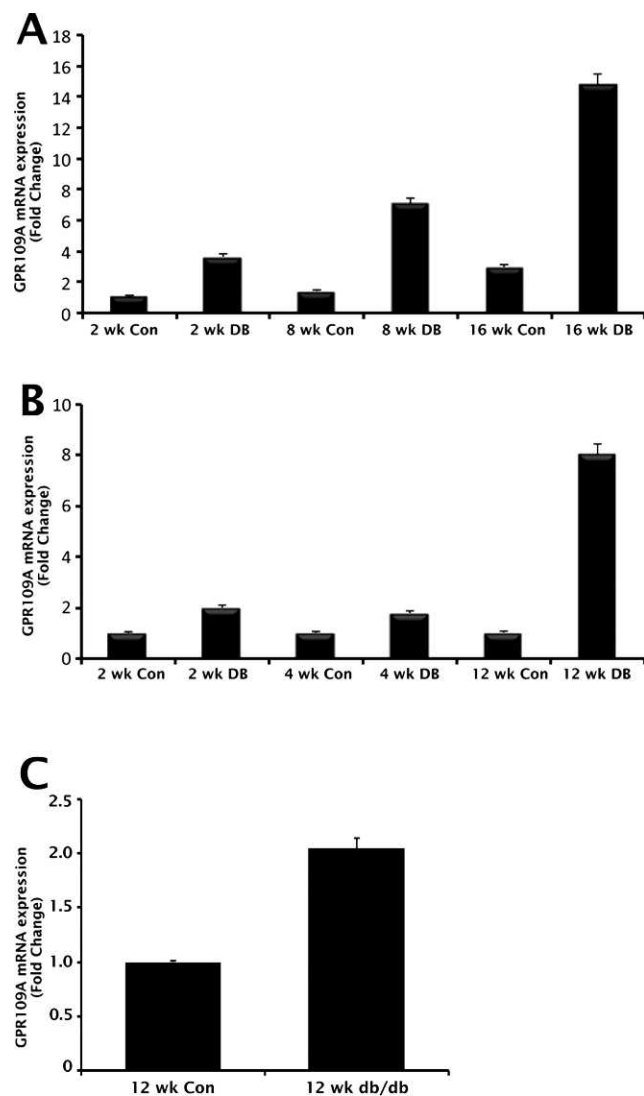 A
GPR109A mRNA expression
(Fold Change)
18
16
14
12
10
8
6
4
2
0
2 wk Con 2 wk DB 8 wk Con 8 wk DB 16 wk Con 16 wk DB
B
GPR109A mRNA expression
(Fold Change)
10
8
6
4
2
0
2 wk Con 2 wk DB 4 wk Con 4 wk DB 12 wk Con 12 wk DB
C
GPR109A mRNA expression
(Fold Change)
2.5
2.0
1.5
1.0
0.5
0
12 wk Con 12 wk db/db